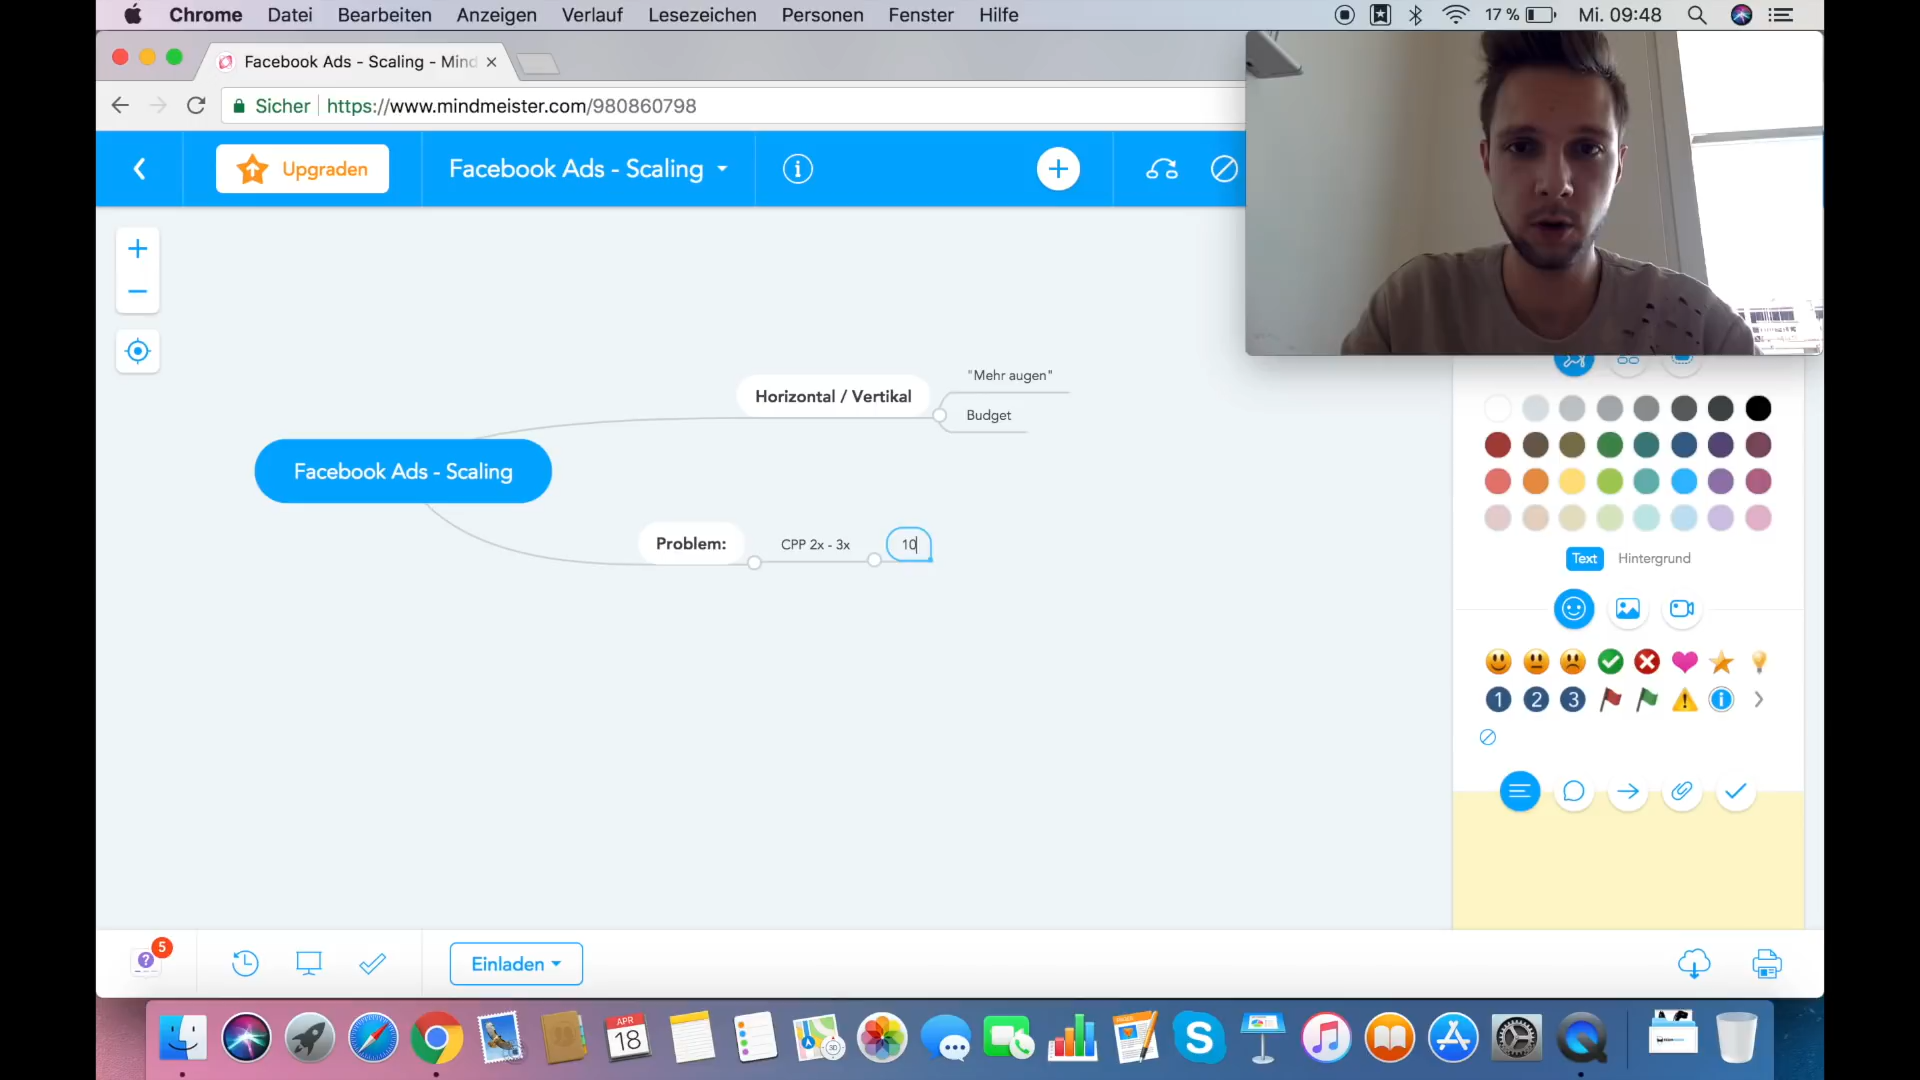 Chrome Datei Bearbeiten Anzeigen Verlauf Lesezeichen Personen Fenster Hilfe 17 % Mi. 09:48
Facebook Ads - Scaling - Mind
Sicher https://www.mindmeister.com/980860798
Upgraden Facebook Ads - Scaling
"Mehr augen"
Horizontal / Vertikal
Budget
Facebook Ads - Scaling
Problem: CPP 2x - 3x 10
Text Hintergrund
1 2 3
5
Einladen
APR
18
3D